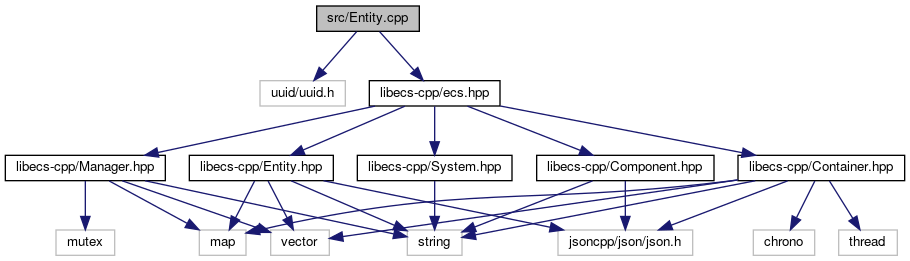 src/Entity.cpp
uuid/uuid.h
libecs-cpp/ecs.hpp
libecs-cpp/Manager.hpp
libecs-cpp/Entity.hpp
libecs-cpp/System.hpp
libecs-cpp/Component.hpp
libecs-cpp/Container.hpp
mutex
map
vector
string
jsoncpp/json/json.h
chrono
thread